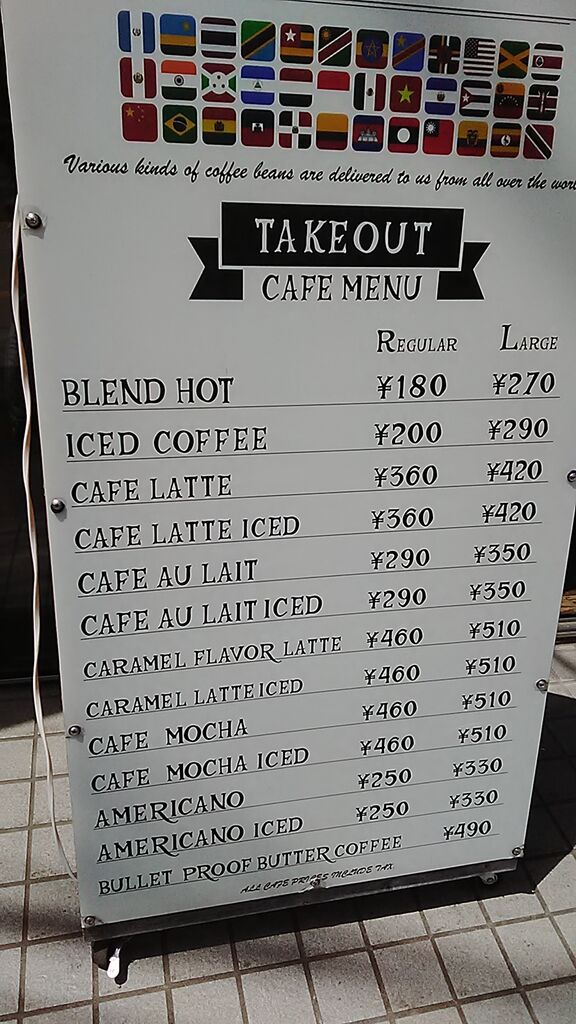 Various kinds of coffee beans are delivered to us from all over the
TAKEOUT
CAFE MENU
REGULAR LARGE
BLEND HOT ¥180 ¥270
ICED COFFEE ¥200 ¥290
CAFE LATTE ¥360 ¥420
CAFE LATTE ICED ¥360 ¥420
CAFE AU LAIT ¥290 ¥350
CAFE AU LAIT ICED ¥290 ¥350
CARAMEL FLAVOR LATTE ¥460 ¥510
CARAMEL LATTE ICED ¥460 ¥510
CAFE MOCHA ¥460 ¥510
CAFE MOCHA ICED ¥460 ¥510
AMERICANO ¥250 ¥330
AMERICANO ICED ¥250 ¥330
BULLET PROOF BUTTER COFFEE ¥490
ALL CAFE PRICES INCLUDE TAX